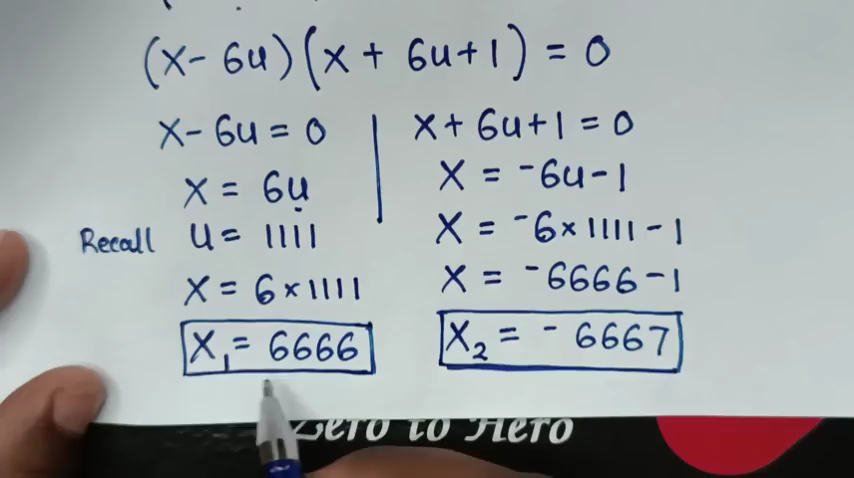 (x - 6u)(x + 6u + 1) = 0
x - 6u = 0
x = 6u
Recall u = 1111
x = 6 × 1111
x₁ = 6666
x + 6u + 1 = 0
x = -6u - 1
x = -6 × 1111 - 1
x = -6666 - 1
x₂ = - 6667
Zero to Hero